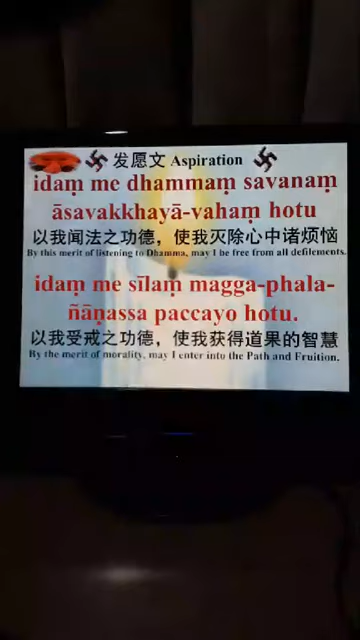 卐 发愿文 Aspiration 卐
idaṃ me dhammaṃ savanaṃ
āsavakkhayā-vahaṃ hotu
以我闻法之功德，使我灭除心中诸烦恼
By this merit of listening to Dhamma, may I be free from all defilements.
idaṃ me sīlaṃ magga-phala-
ñāṇassa paccayo hotu.
以我受戒之功德，使我获得道果的智慧
By the merit of morality, may I enter into the Path and Fruition.